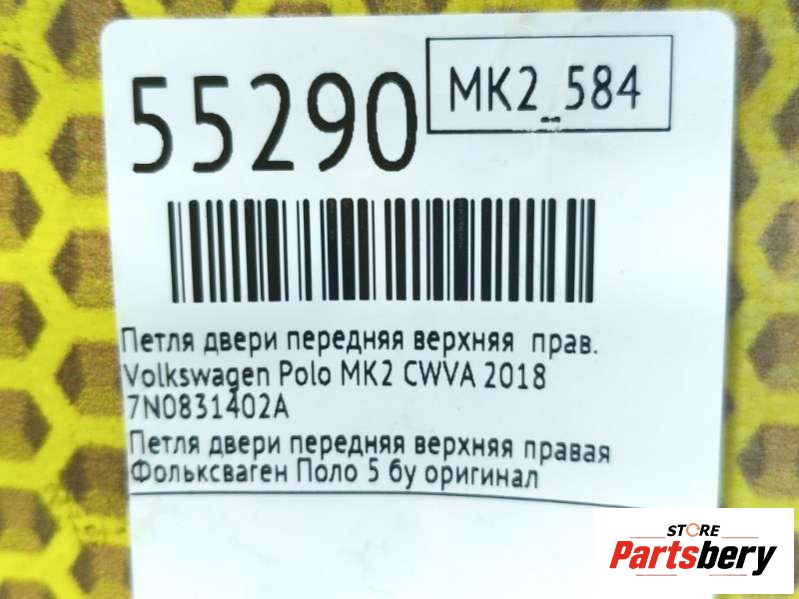 55290
MK2_584
Петля двери передняя верхняя прав.
Volkswagen Polo MK2 CWVA 2018
7N0831402A
Петля двери передняя верхняя правая
Фольксваген Поло 5 бу оригинал
STORE
Partsbery